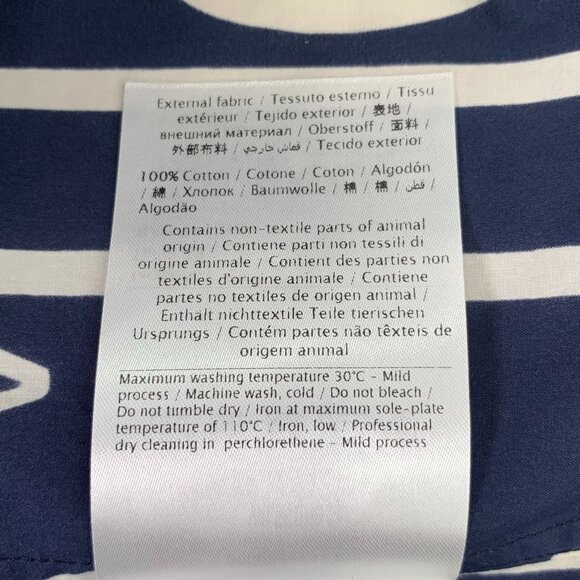 External fabric / Tessuto esterno / Tissu
extérieur / Tejido exterior / 表地 /
внешний материал / Oberstoff / 面料 /
外部布料 / قماش خارجي / Tecido exterior
100% Cotton / Cotone / Coton / Algodón
/ 綿 / Хлопок / Baumwolle / 棉 / 棉 / قطن /
Algodão
Contains non-textile parts of animal
origin / Contiene parti non tessili di
origine animale / Contient des parties non
textiles d'origine animale / Contiene
partes no textiles de origen animal /
Enthält nichttextile Teile tierischen
Ursprungs / Contém partes não têxteis de
origem animal
Maximum washing temperature 30°C - Mild
process / Machine wash, cold / Do not bleach /
Do not tumble dry / Iron at maximum sole-plate
temperature of 110°C / Iron, low / Professional
dry cleaning in perchlorethene - Mild process